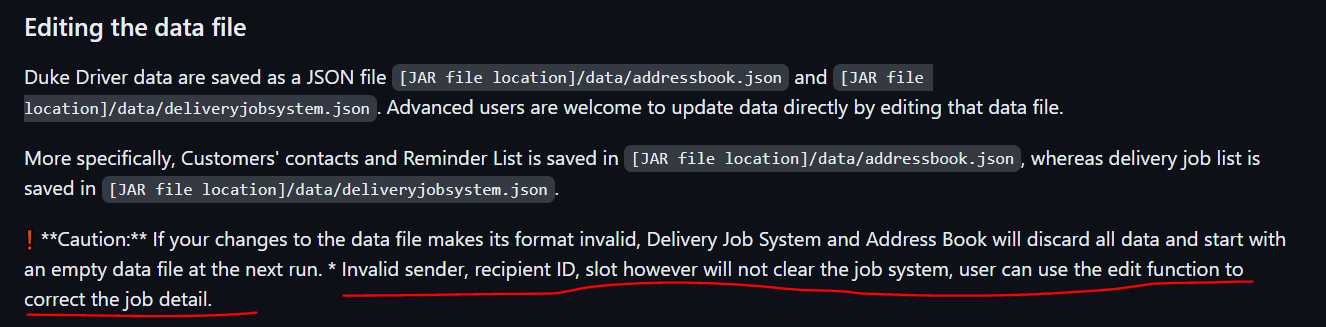 Editing the data file
Duke Driver data are saved as a JSON file [JAR file location]/data/addressbook.json and [JAR file
location]/data/deliveryjobsystem.json. Advanced users are welcome to update data directly by editing that data file.
More specifically, Customers' contacts and Reminder List is saved in [JAR file location]/data/addressbook.json, whereas delivery job list is
saved in [JAR file location]/data/deliveryjobsystem.json.
❗ **Caution:** If your changes to the data file makes its format invalid, Delivery Job System and Address Book will discard all data and start with
an empty data file at the next run. * Invalid sender, recipient ID, slot however will not clear the job system, user can use the edit function to
correct the job detail.